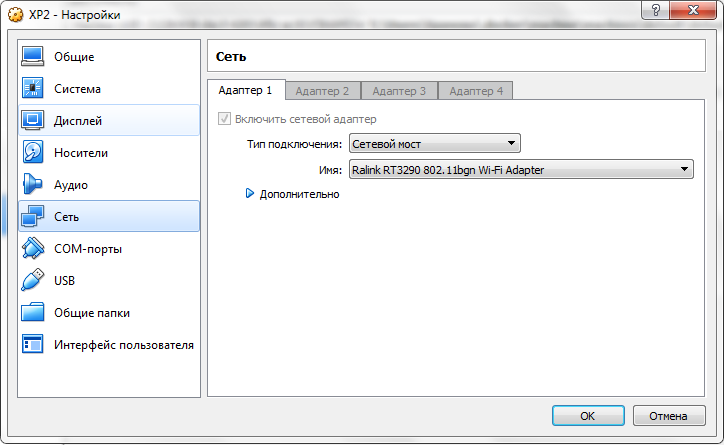 XP2 - Настройки
Общие
Система
Дисплей
Носители
Аудио
Сеть
COM-порты
USB
Общие папки
Интерфейс пользователя
Сеть
Адаптер 1 Адаптер 2 Адаптер 3 Адаптер 4
Включить сетевой адаптер
Тип подключения: Сетевой мост
Имя: Ralink RT3290 802.11bgn Wi-Fi Adapter
Дополнительно
OK Отмена